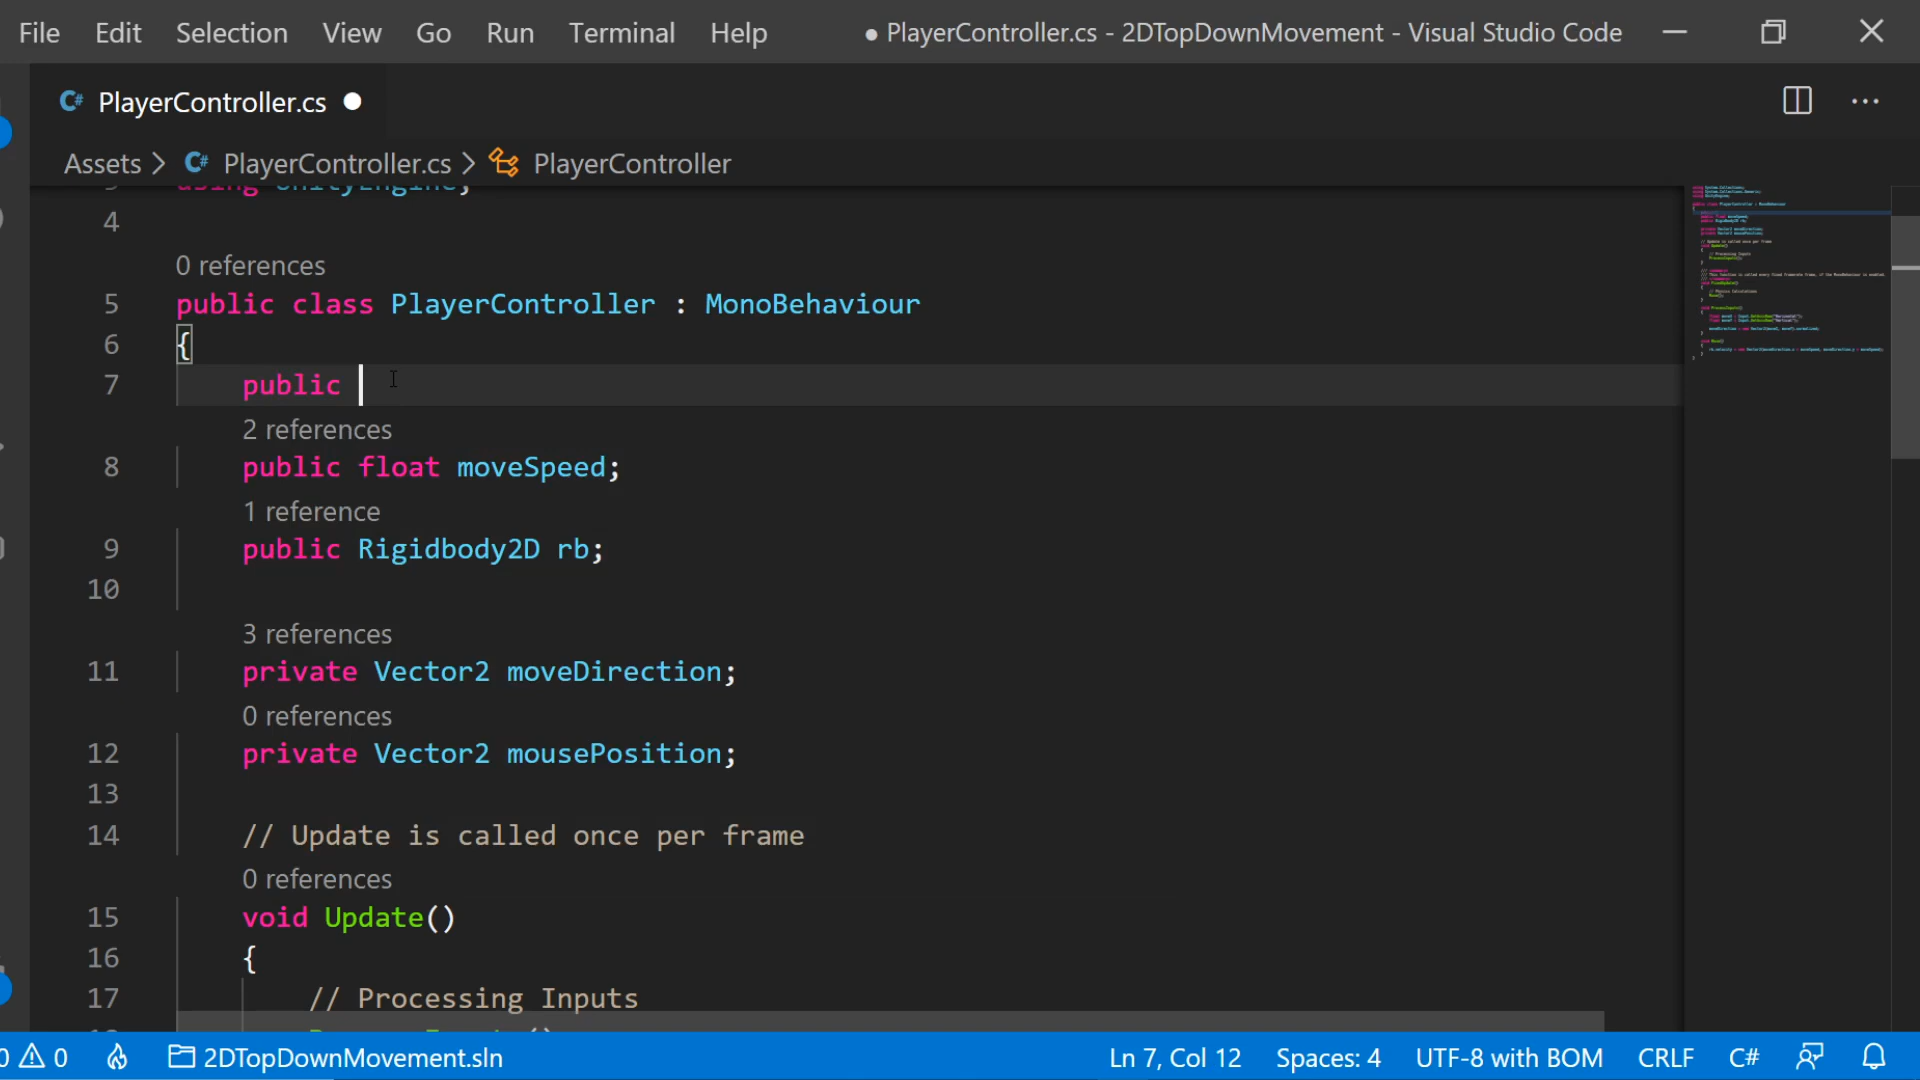 File Edit Selection View Go Run Terminal Help ● PlayerController.cs - 2DTopDownMovement - Visual Studio Code
PlayerController.cs
Assets > PlayerController.cs > PlayerController
using UnityEngine;
4
0 references
5 public class PlayerController : MonoBehaviour
6 {
7 public
2 references
8 public float moveSpeed;
1 reference
9 public Rigidbody2D rb;
10
3 references
11 private Vector2 moveDirection;
0 references
12 private Vector2 mousePosition;
13
14 // Update is called once per frame
0 references
15 void Update()
16 {
17 // Processing Inputs
0 0 2DTopDownMovement.sln Ln 7, Col 12 Spaces: 4 UTF-8 with BOM CRLF C#